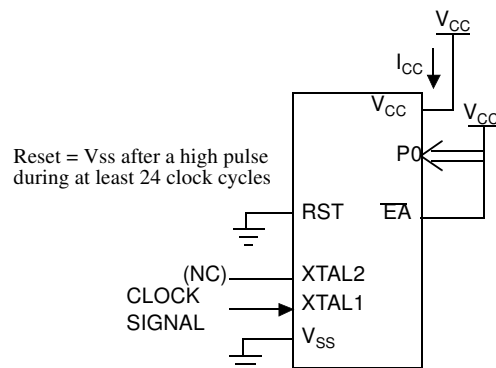 VCC
ICC
VCC
VCC
P0
Reset = Vss after a high pulse
during at least 24 clock cycles
RST
EA
(NC)
XTAL2
CLOCK
SIGNAL
XTAL1
VSS